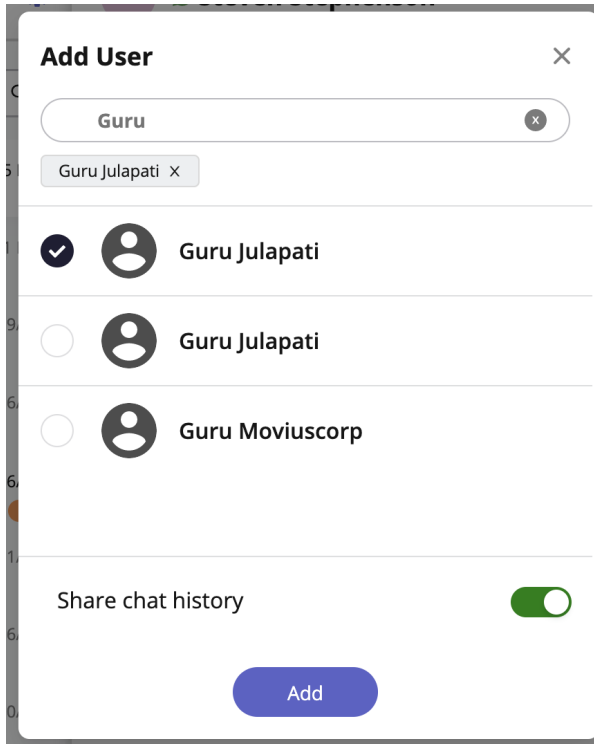 Add User
Guru
Guru Julapati
Guru Julapati
Guru Julapati
Guru Moviuscorp
Share chat history
Add